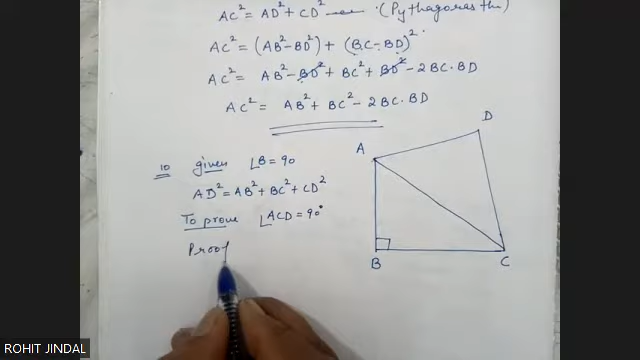 AC² = AD² + CD² — (Pythagoras th)
AC² = (AB² - BD²) + (BC - BD)²
AC² = AB² - BD² + BC² + BD² - 2BC·BD
AC² = AB² + BC² - 2BC·BD
10 given ∠B = 90
AD² = AB² + BC² + CD²
To prove ∠ACD = 90°
Proof
A
D
B
C
ROHIT JINDAL